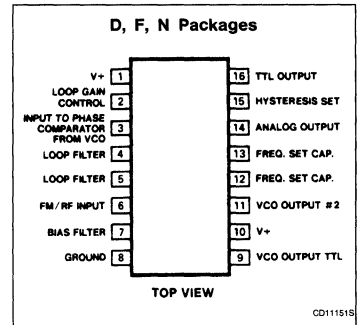 D, F, N Packages
V+ 1
LOOP GAIN
CONTROL 2
INPUT TO PHASE
COMPARATOR 3
FROM VCO
LOOP FILTER 4
LOOP FILTER 5
FM/RF INPUT 6
BIAS FILTER 7
GROUND 8
16 TTL OUTPUT
15 HYSTERESIS SET
14 ANALOG OUTPUT
13 FREQ. SET CAP.
12 FREQ. SET CAP.
11 VCO OUTPUT #2
10 V+
9 VCO OUTPUT TTL
TOP VIEW
CD11151S